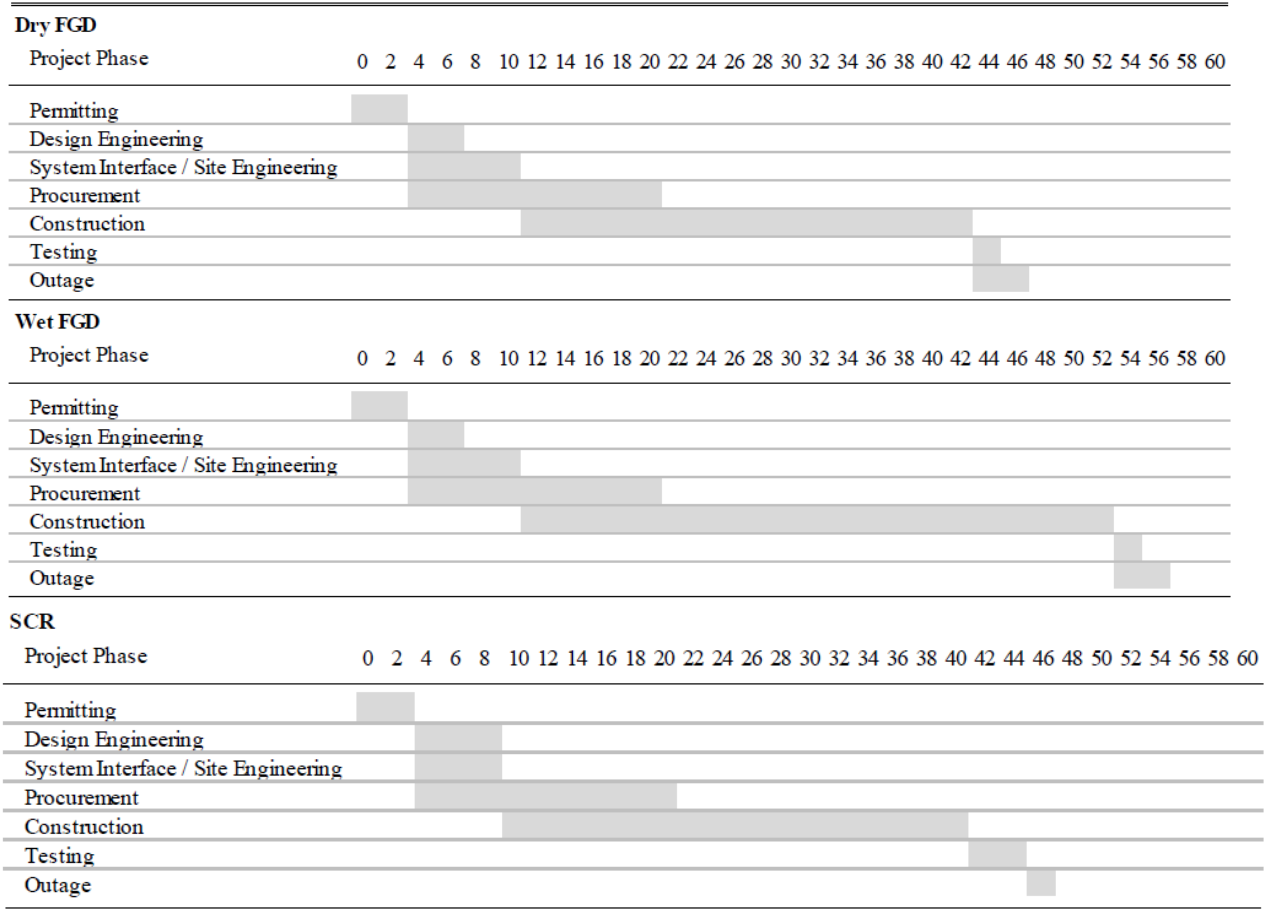 Dry FGD
Project Phase 0 2 4 6 8 10 12 14 16 18 20 22 24 26 28 30 32 34 36 38 40 42 44 46 48 50 52 54 56 58 60
Permitting
Design Engineering
System Interface / Site Engineering
Procurement
Construction
Testing
Outage
Wet FGD
Project Phase 0 2 4 6 8 10 12 14 16 18 20 22 24 26 28 30 32 34 36 38 40 42 44 46 48 50 52 54 56 58 60
Permitting
Design Engineering
System Interface / Site Engineering
Procurement
Construction
Testing
Outage
SCR
Project Phase 0 2 4 6 8 10 12 14 16 18 20 22 24 26 28 30 32 34 36 38 40 42 44 46 48 50 52 54 56 58 60
Permitting
Design Engineering
System Interface / Site Engineering
Procurement
Construction
Testing
Outage